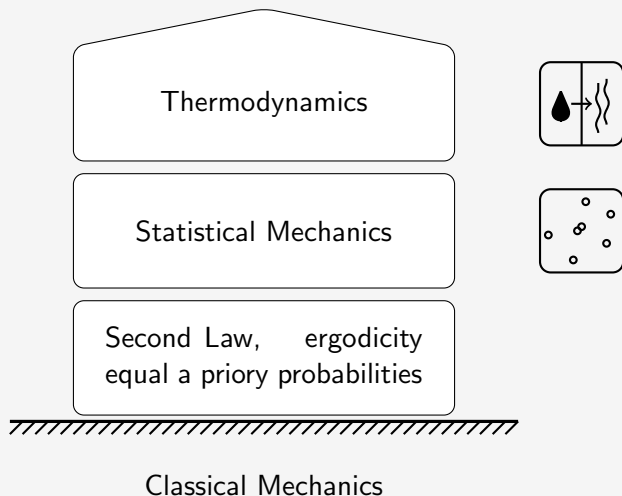 Thermodynamics
Statistical Mechanics
Second Law, ergodicity
equal a priory probabilities
Classical Mechanics